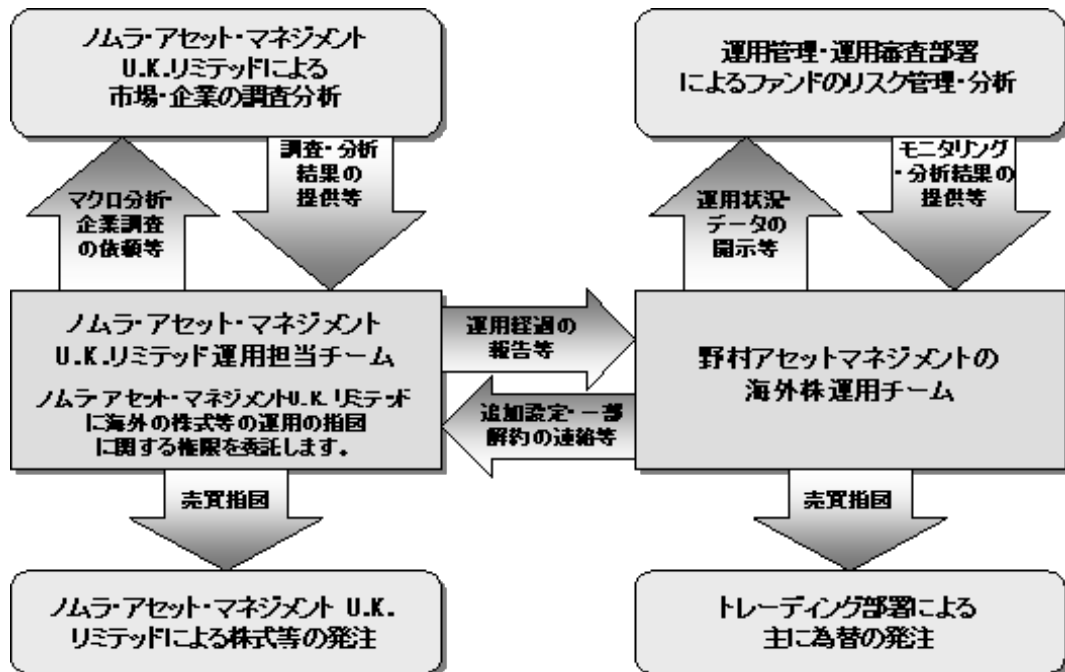 ノムラ・アセット・マネジメント
U.K.リミテッドによる
市場・企業の調査分析
運用管理・運用審査部署
によるファンドのリスク管理・分析
マクロ分析・
企業調査
の依頼等
調査・分析
結果の
提供等
運用状況・
データの
開示等
モニタリング
・分析結果の
提供等
ノムラ・アセット・マネジメント
U.K.リミテッド運用担当チーム
ノムラ・アセット・マネジメントU.K.リミテッド
に海外の株式等の運用の指図
に関する権限を委託します。
運用経過の
報告等
追加設定・一部
解約の連絡等
野村アセットマネジメントの
海外株運用チーム
売買指図
売買指図
ノムラ・アセット・マネジメント U.K.
リミテッドによる株式等の発注
トレーディング部署による
主に為替の発注